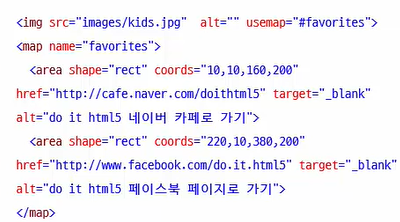 <img src="images/kids.jpg"  alt="" usemap="#favorites">
<map name="favorites">
<area shape="rect" coords="10,10,160,200"
href="http://cafe.naver.com/doithtml5" target="_blank"
alt="do it html5 네이버 카페로 가기">
<area shape="rect" coords="220,10,380,200"
href="http://www.facebook.com/do.it.html5" target="_blank"
alt="do it html5 페이스북 페이지로 가기">
</map>